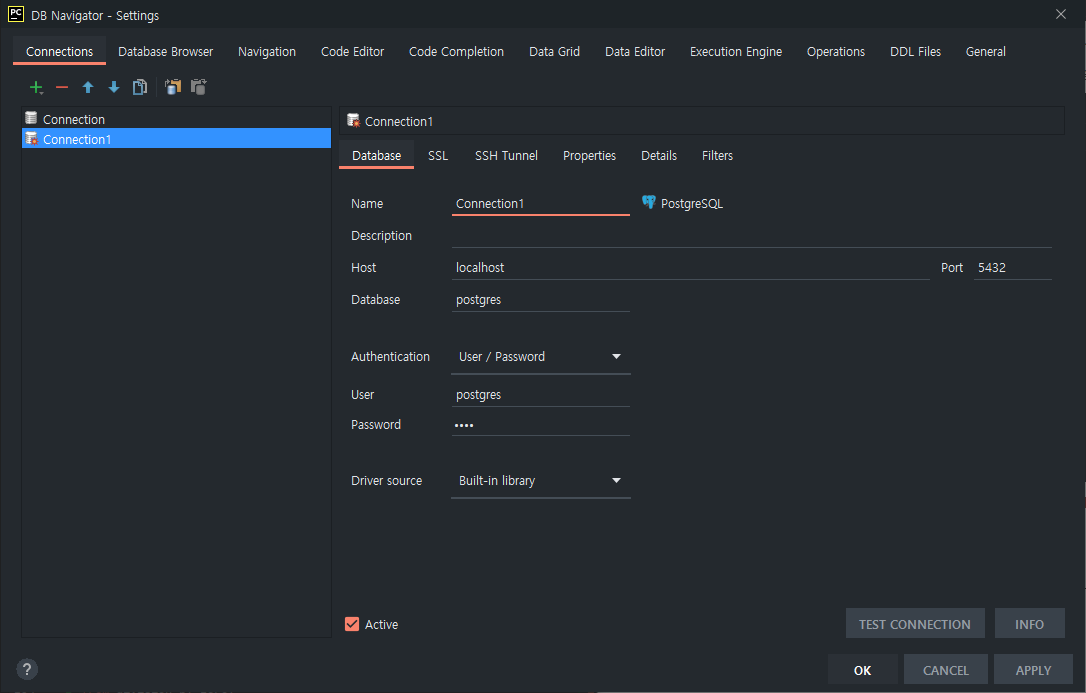 PC
DB Navigator - Settings
Connections Database Browser Navigation Code Editor Code Completion Data Grid Data Editor Execution Engine Operations DDL Files General
Connection
Connection1
Connection1
Database SSL SSH Tunnel Properties Details Filters
Name Connection1 PostgreSQL
Description
Host localhost Port 5432
Database postgres
Authentication User / Password
User postgres
Password ••••
Driver source Built-in library
Active
TEST CONNECTION INFO
?
OK CANCEL APPLY